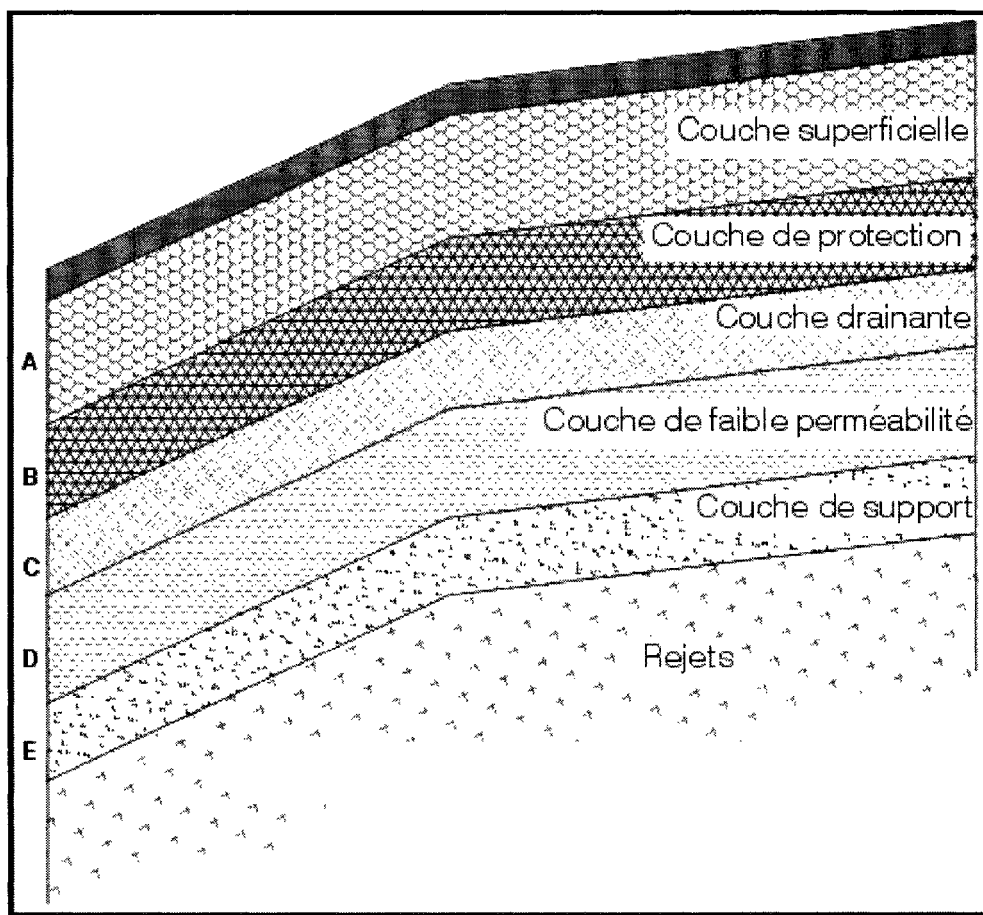 Couche superficielle
Couche de protection
Couche drainante
A
Couche de faible perméabilité
B
Couche de support
C
D
Rejets
E